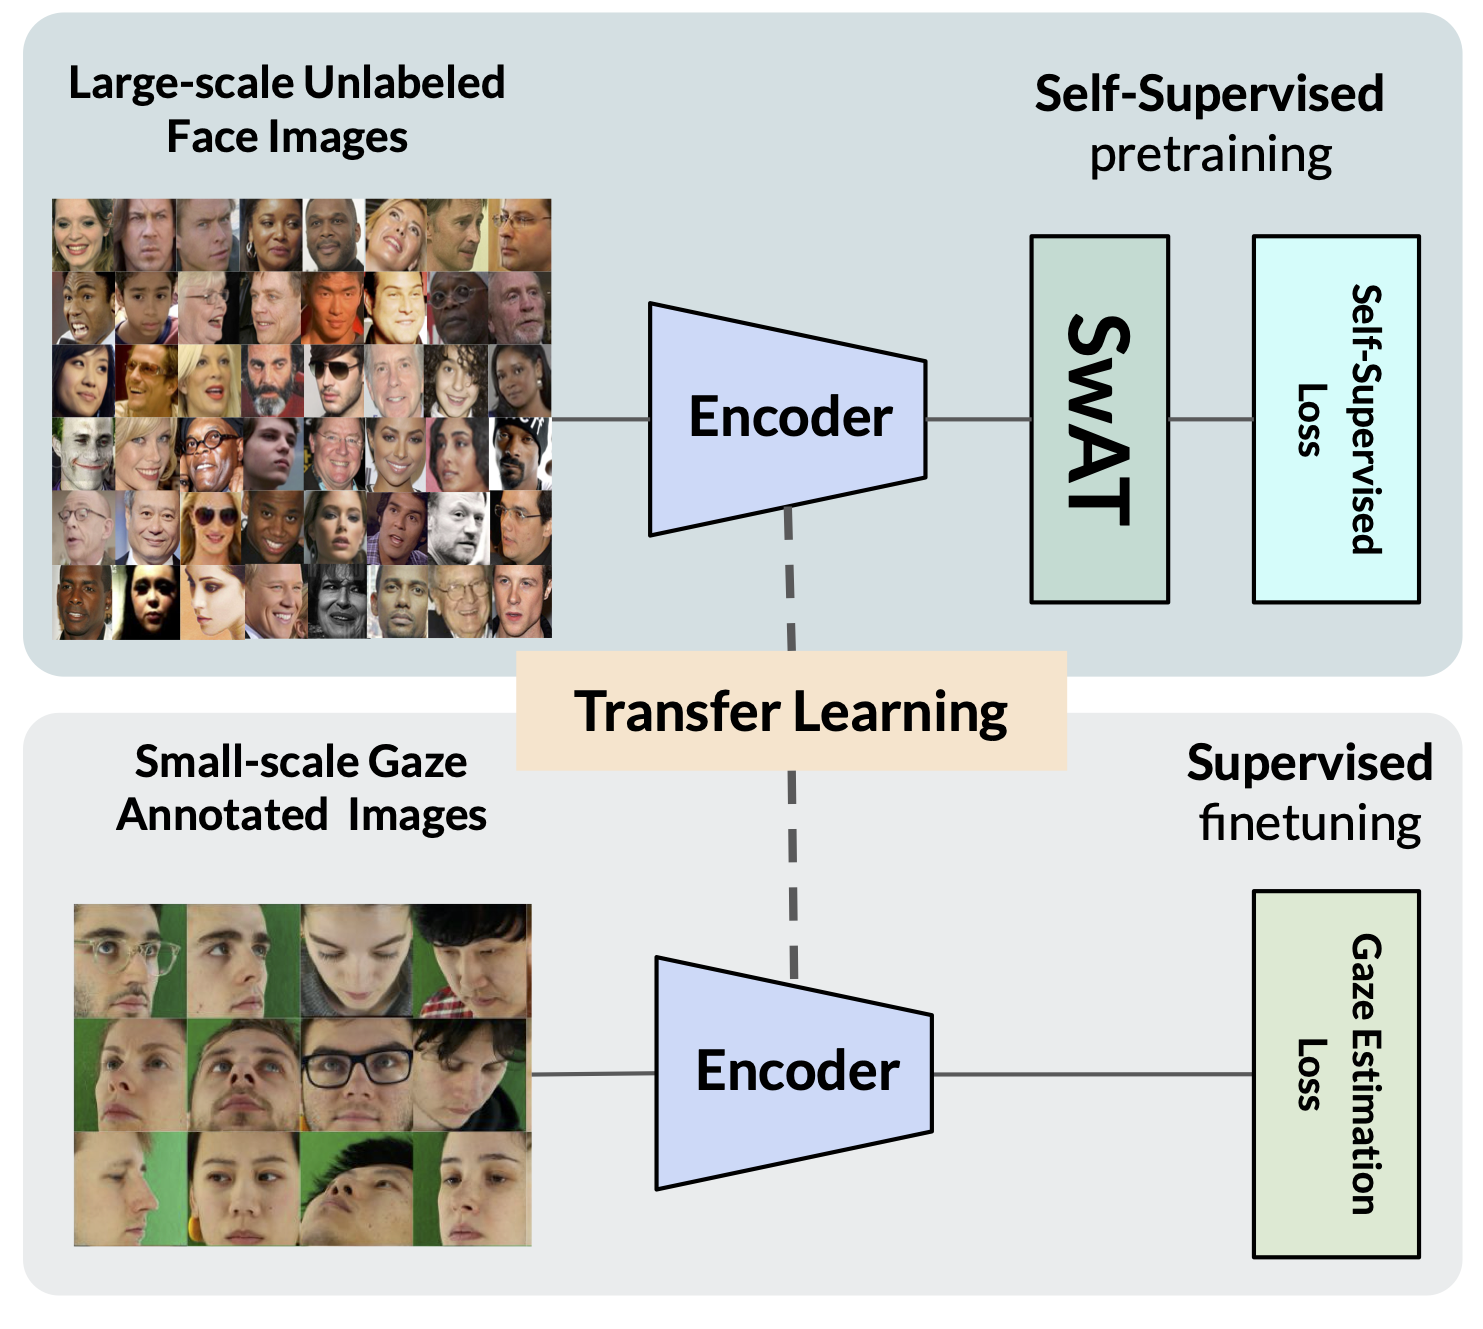 Large-scale Unlabeled
Face Images
Self-Supervised
pretraining
Encoder
SwAT
Self-Supervised
Loss
Transfer Learning
Small-scale Gaze
Annotated Images
Supervised
finetuning
Encoder
Gaze Estimation
Loss